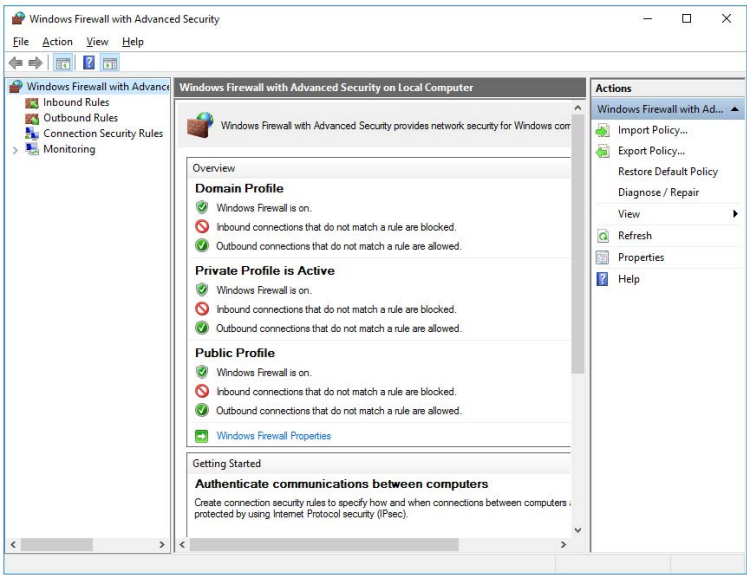 Windows Firewall with Advanced Security
File Action View Help
Windows Firewall with Advance
Inbound Rules
Outbound Rules
Connection Security Rules
Monitoring
Windows Firewall with Advanced Security on Local Computer
Windows Firewall with Advanced Security provides network security for Windows com
Overview
Domain Profile
Windows Firewall is on.
Inbound connections that do not match a rule are blocked.
Outbound connections that do not match a rule are allowed.
Private Profile is Active
Windows Firewall is on.
Inbound connections that do not match a rule are blocked.
Outbound connections that do not match a rule are allowed.
Public Profile
Windows Firewall is on.
Inbound connections that do not match a rule are blocked.
Outbound connections that do not match a rule are allowed.
Windows Firewall Properties
Getting Started
Authenticate communications between computers
Create connection security rules to specify how and when connections between computers
protected by using Internet Protocol security (IPsec).
Actions
Windows Firewall with Ad...
Import Policy...
Export Policy...
Restore Default Policy
Diagnose / Repair
View
Refresh
Properties
Help